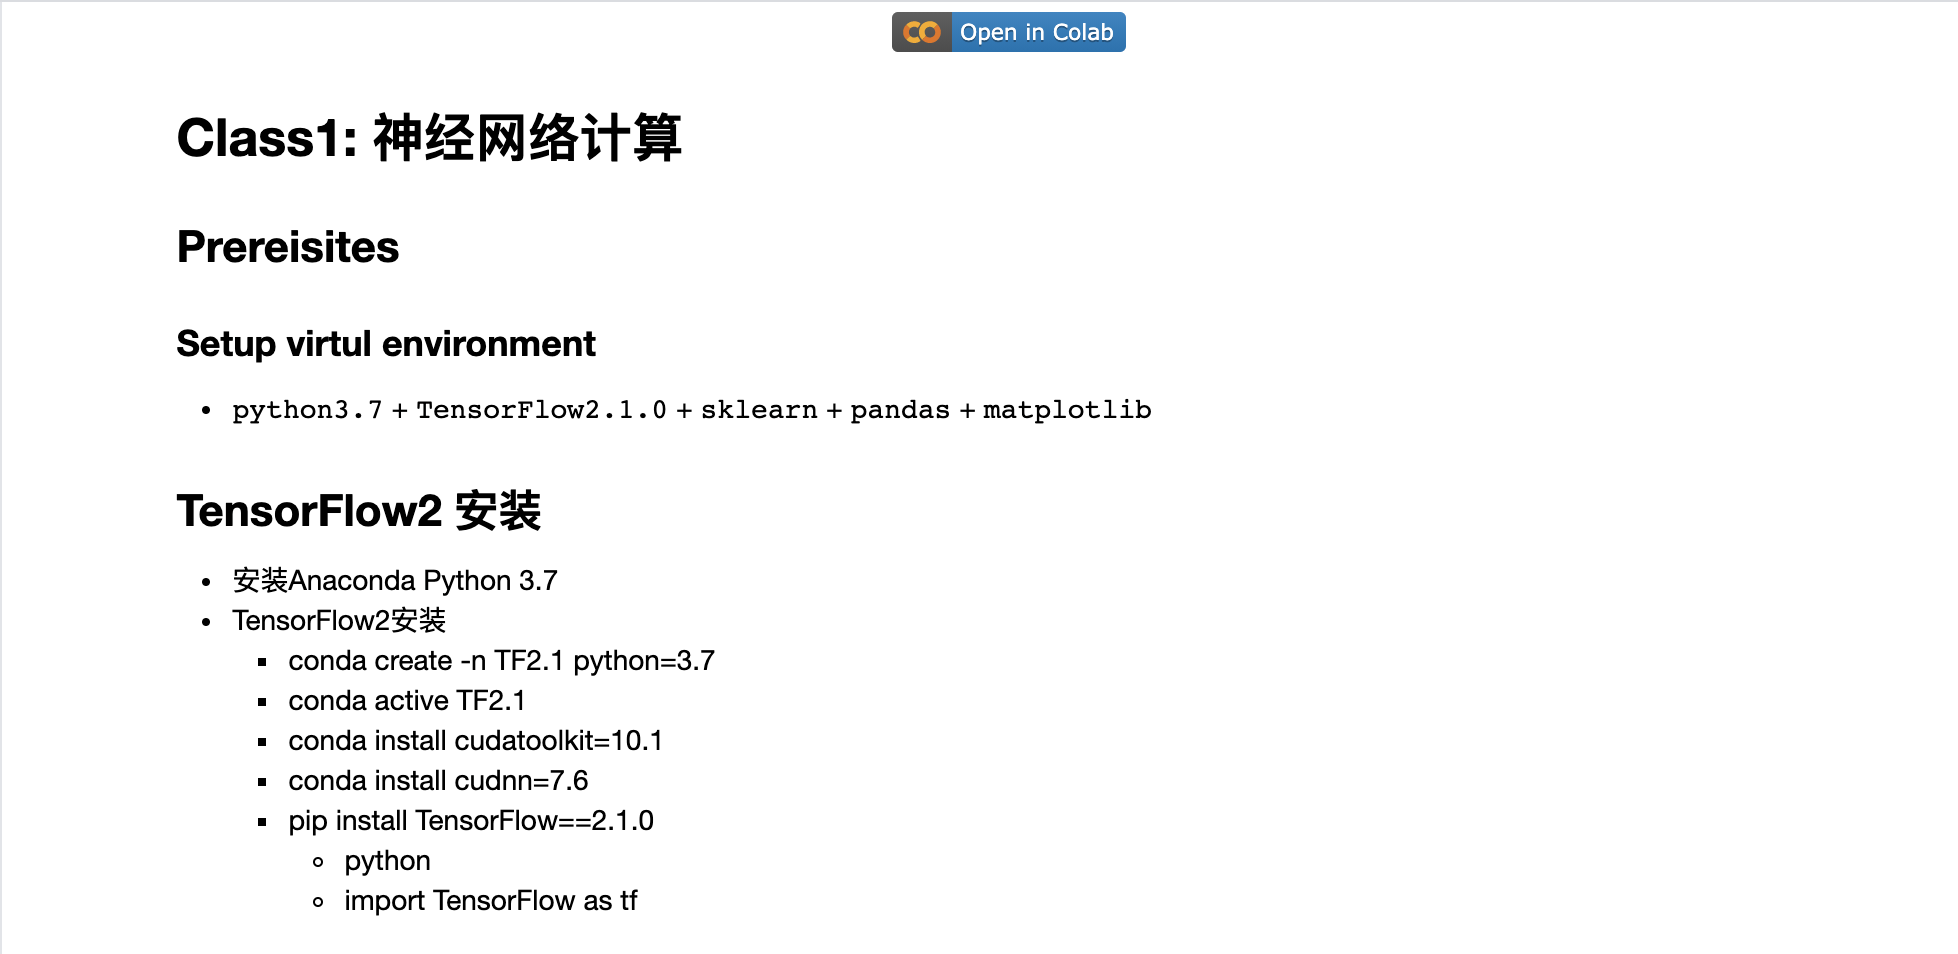 Open in Colab
Class1: 神经网络计算
Prereisites
Setup virtul environment
python3.7 + TensorFlow2.1.0 + sklearn + pandas + matplotlib
TensorFlow2 安装
安装Anaconda Python 3.7
TensorFlow2安装
conda create -n TF2.1 python=3.7
conda active TF2.1
conda install cudatoolkit=10.1
conda install cudnn=7.6
pip install TensorFlow==2.1.0
python
import TensorFlow as tf